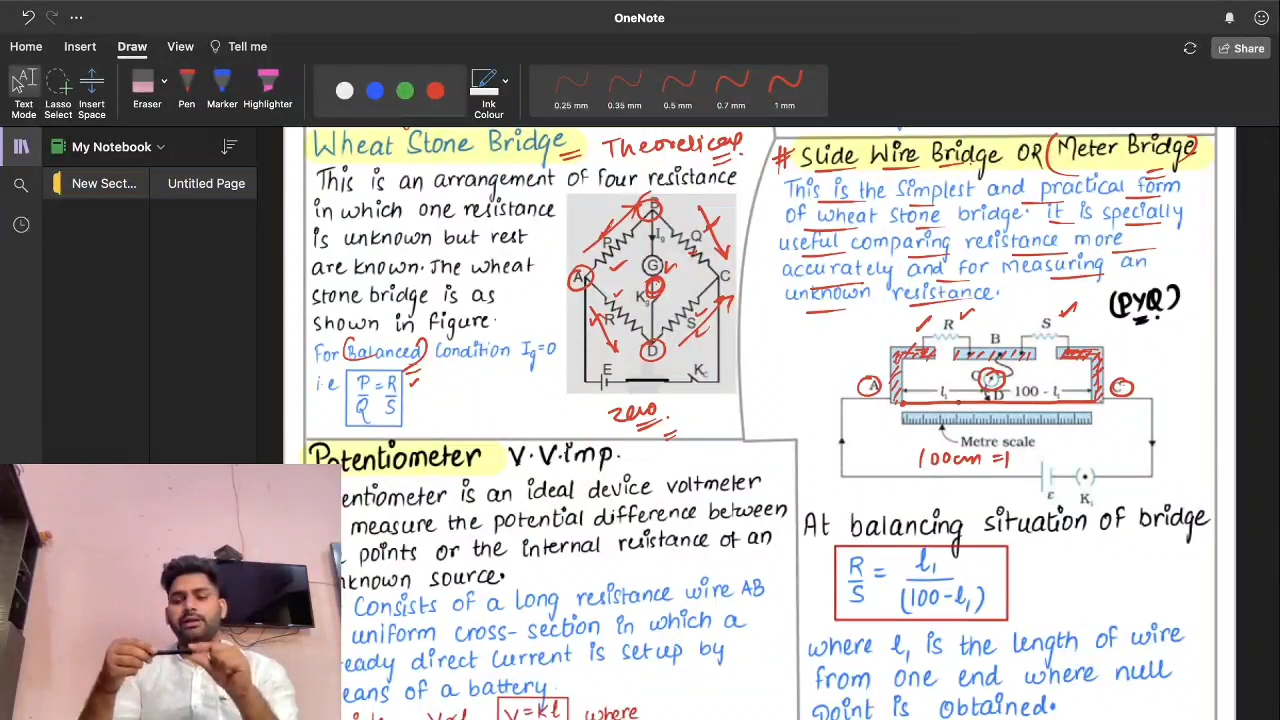 OneNote
Home Insert Draw View Tell me
Share
Text Mode
Lasso Select
Insert Space
Eraser
Pen
Marker
Highlighter
Ink Colour
0.25 mm 0.35 mm 0.5 mm 0.7 mm 1 mm
My Notebook
New Sect... Untitled Page
Wheat Stone Bridge Theoretical
This is an arrangement of four resistance
in which one resistance
is unknown but rest
are known. The wheat
stone bridge is as
shown in figure.
For Balanced Condition Ig=0
i e P/Q = R/S
B
P Q
Ig
G
A C
R S
D
E
zero
# Slide Wire Bridge OR (Meter Bridge)
This is the simplest and practical form
of wheat stone bridge. it is specially
useful comparing resistance more
accurately and for measuring an
unknown resistance.
(PYQ)
R B S
G
A C
l₁ D 100 - l₁
Metre scale
100cm = 1
ε K₁
At balancing situation of bridge
R/S = l₁/(100-l₁)
where l₁ is the length of wire
from one end where null
point is obtained.
Potentiometer V.V.imp.
entiometer is an ideal device voltmeter
measure the potential difference between
points or the internal resistance of an
known source.
Consists of a long resistance wire AB
uniform cross-section in which a
eady direct current is set up by
eans of a battery
V=kl where